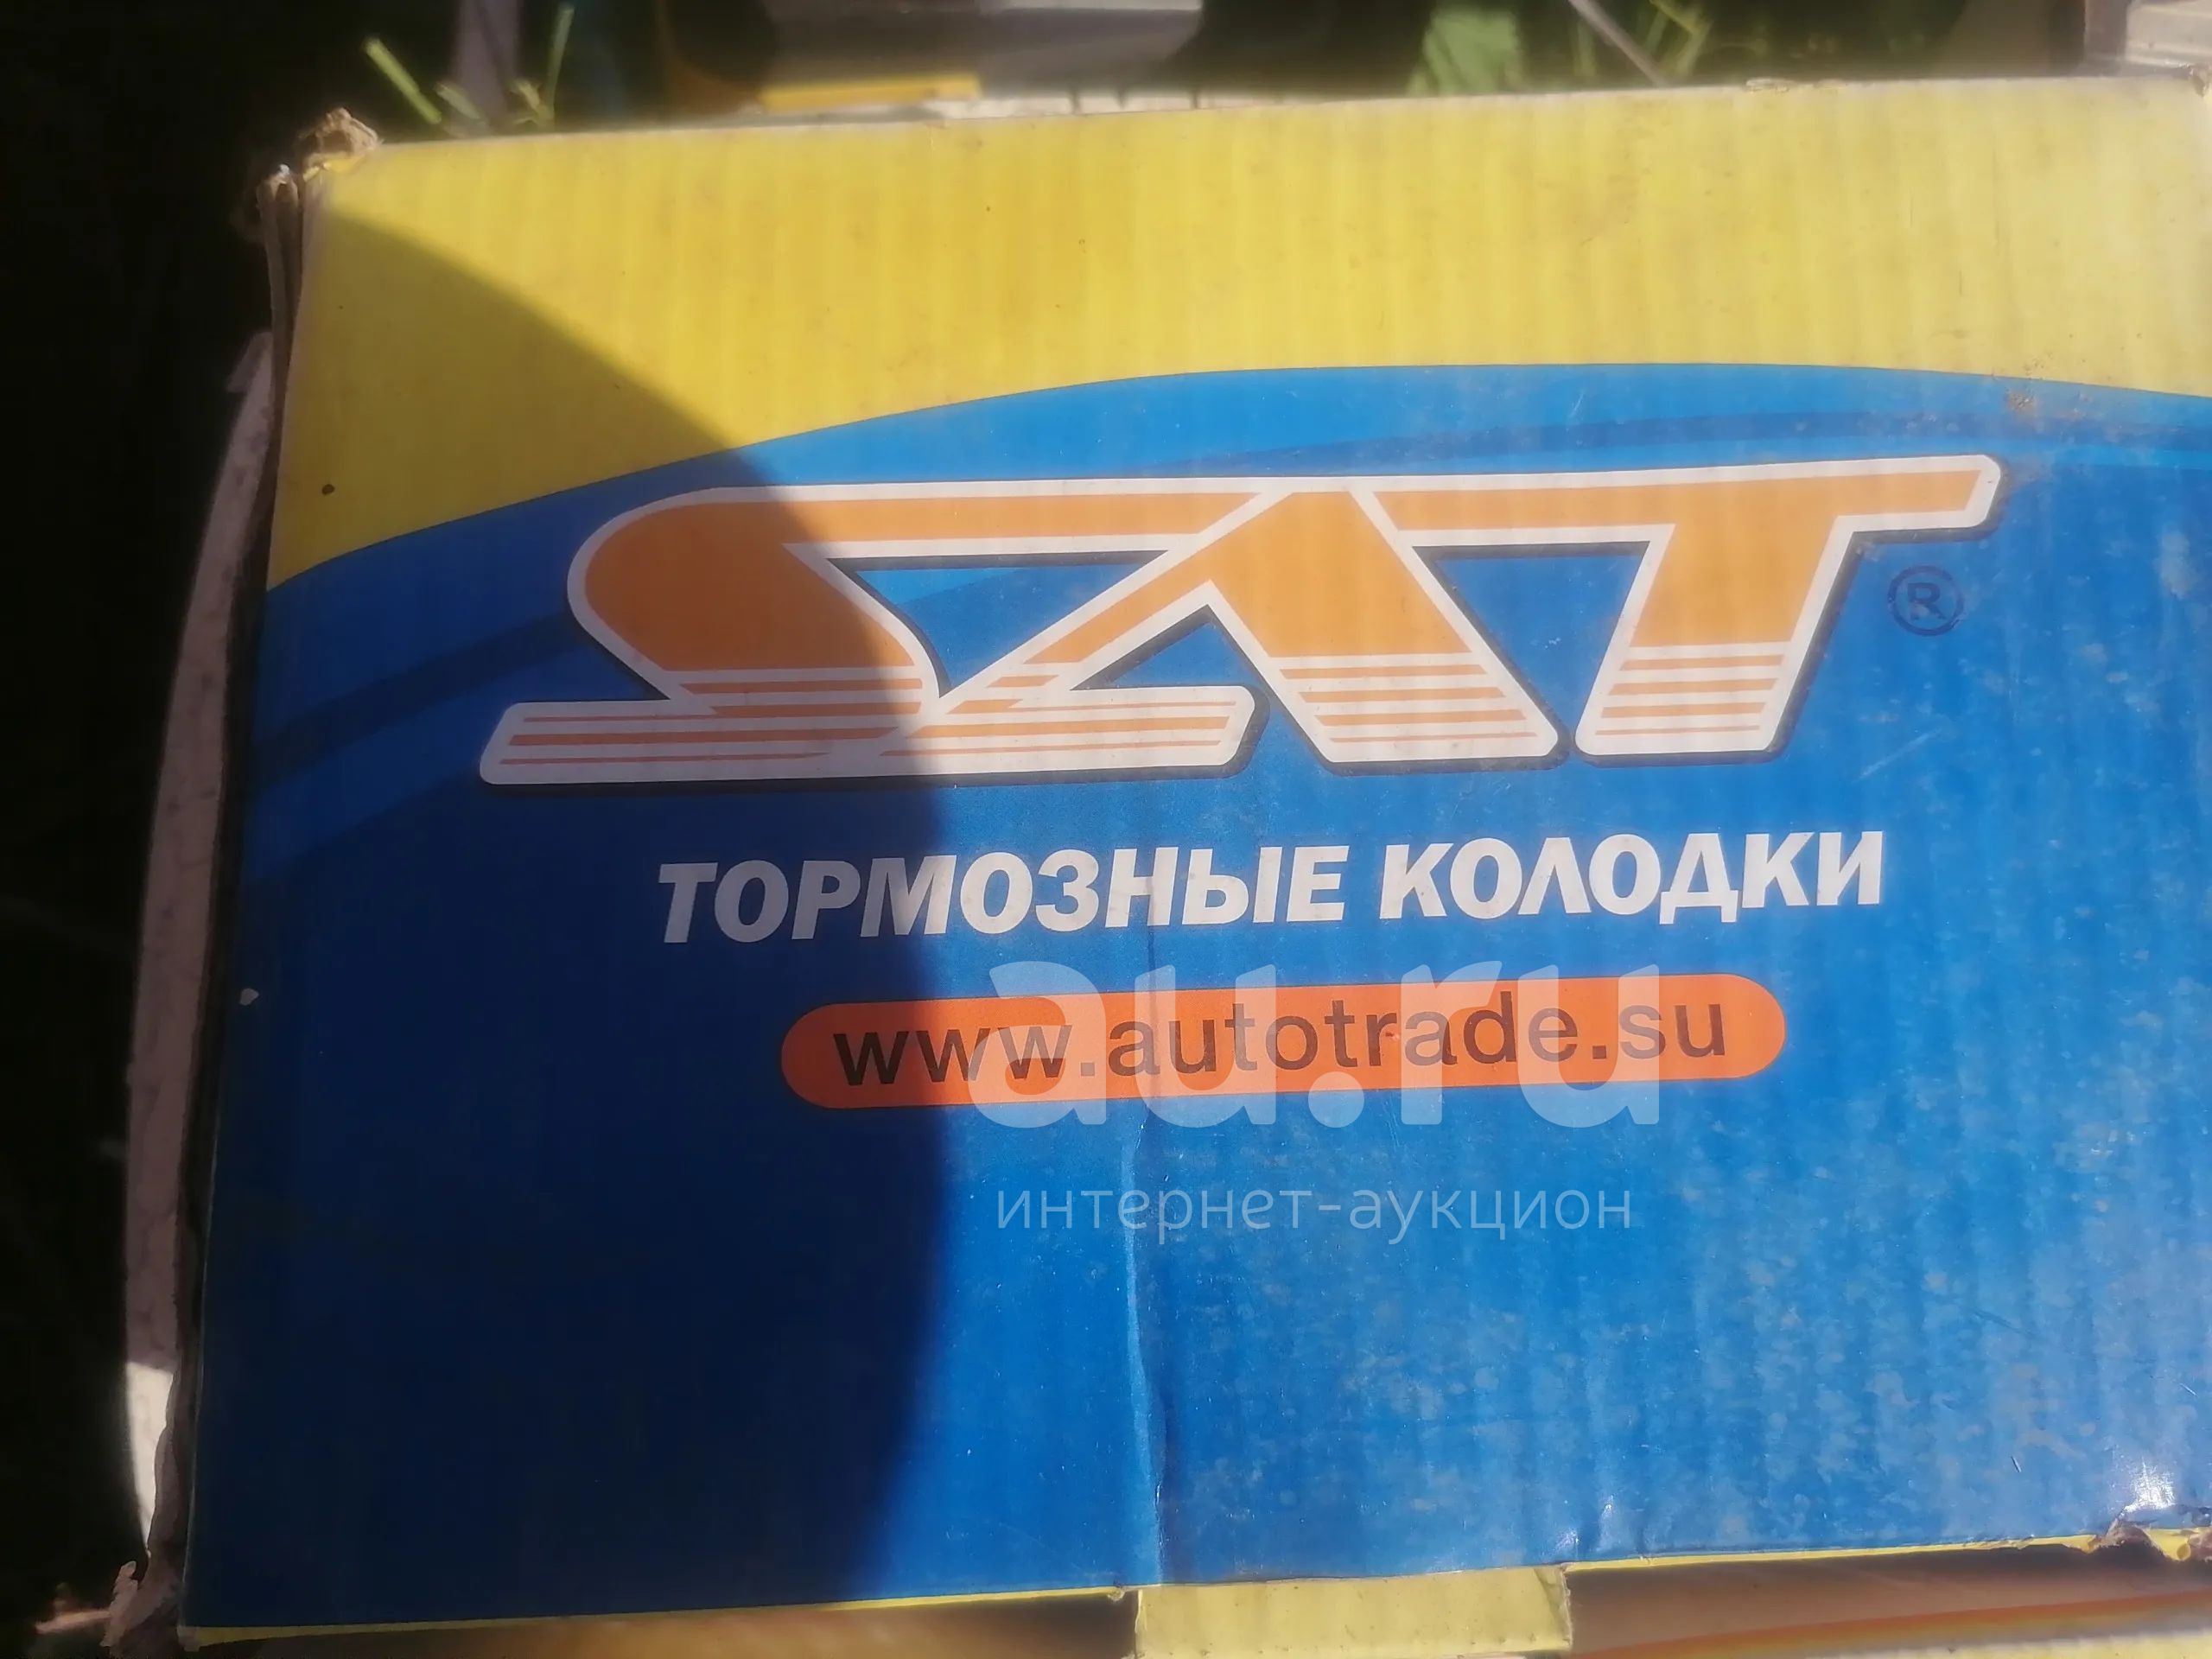 SAT ®
ТОРМОЗНЫЕ КОЛОДКИ
www.autotrade.su
au.ru
интернет-аукцион